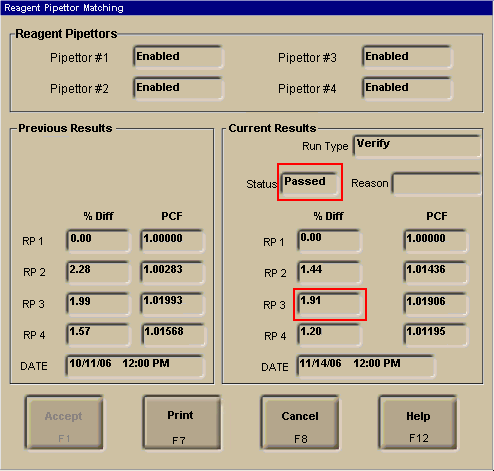 Reagent Pipettor Matching
Reagent Pipettors
Pipettor #1 Enabled Pipettor #3 Enabled
Pipettor #2 Enabled Pipettor #4 Enabled
Previous Results
% Diff PCF
RP 1 0.00 1.00000
RP 2 2.28 1.00283
RP 3 1.99 1.01993
RP 4 1.57 1.01568
DATE 10/11/06 12:00 PM
Current Results
Run Type Verify
Status Passed Reason
% Diff PCF
RP 1 0.00 1.00000
RP 2 1.44 1.01436
RP 3 1.91 1.01906
RP 4 1.20 1.01195
DATE 11/14/06 12:00 PM
Accept Print Cancel Help
F1 F7 F8 F12